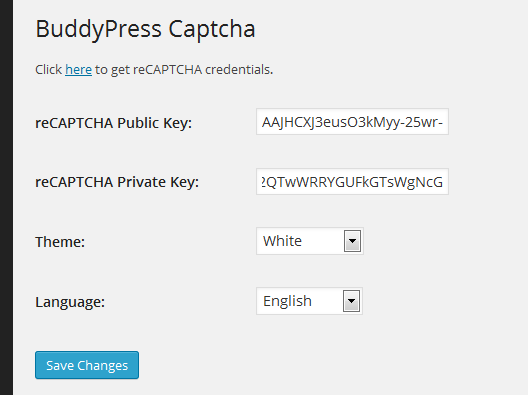 BuddyPress Captcha
Click here to get reCAPTCHA credentials.
reCAPTCHA Public Key: AAJHCXJ3eusO3kMyy-25wr-
reCAPTCHA Private Key: 2QTwWRRYGUFkGTsWgNcG
Theme: White
Language: English
Save Changes